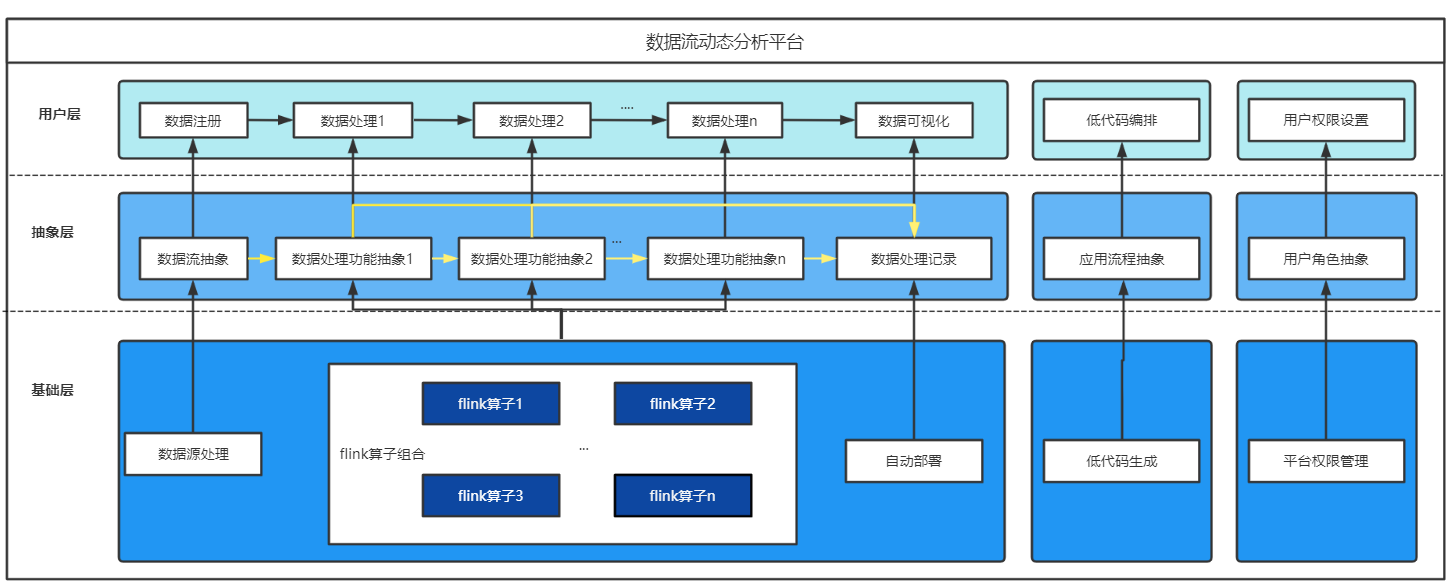 数据流动态分析平台
用户层
数据注册
数据处理1
数据处理2
....
数据处理n
数据可视化
低代码编排
用户权限设置
抽象层
数据流抽象
数据处理功能抽象1
数据处理功能抽象2
...
数据处理功能抽象n
数据处理记录
应用流程抽象
用户角色抽象
基础层
数据源处理
flink算子组合
flink算子1
flink算子2
...
flink算子3
flink算子n
自动部署
低代码生成
平台权限管理